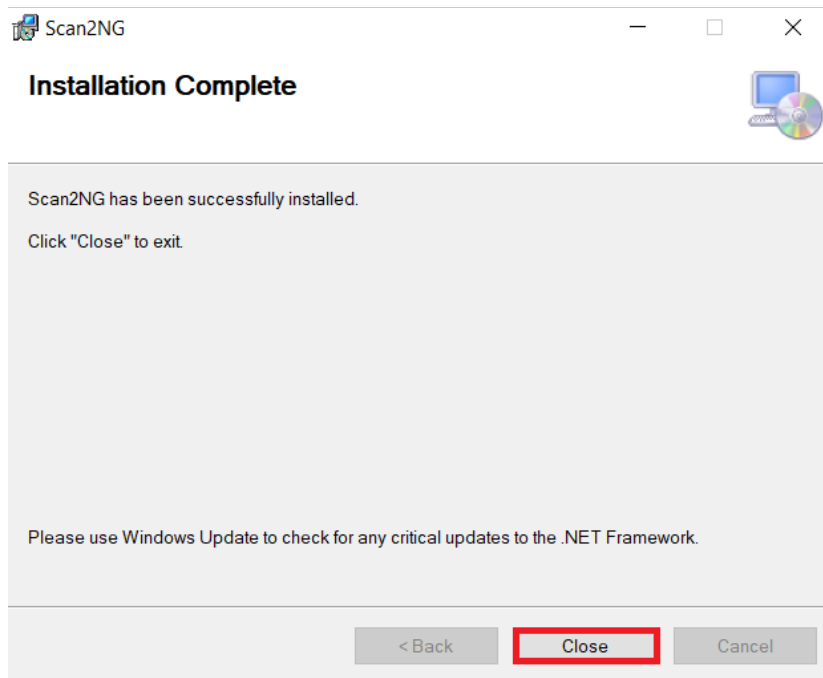 Scan2NG
Installation Complete
Scan2NG has been successfully installed.
Click "Close" to exit.
Please use Windows Update to check for any critical updates to the .NET Framework.
< Back
Close
Cancel